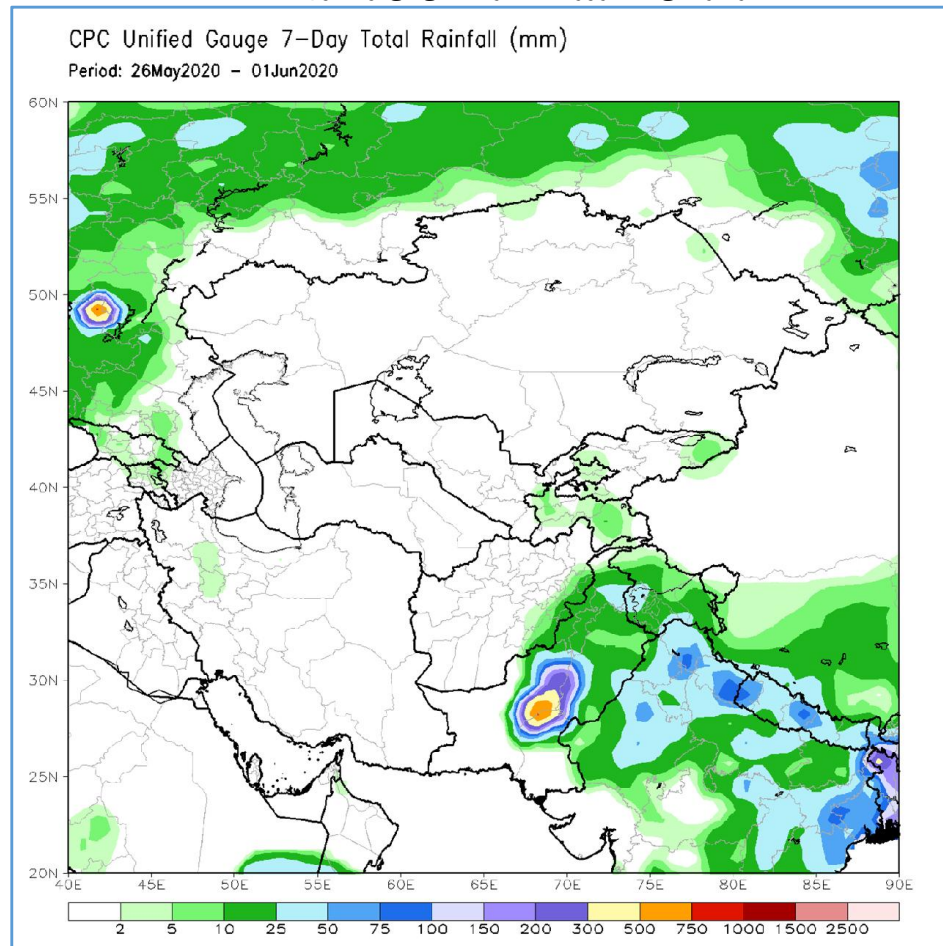 CPC Unified Gauge 7-Day Total Rainfall (mm)
Period: 26May2020 - 01Jun2020
60N
55N
50N
45N
40N
35N
30N
25N
20N
40E 45E 50E 55E 60E 65E 70E 75E 80E 85E 90E
2 5 10 25 50 75 100 150 200 300 500 750 1000 1500 2500